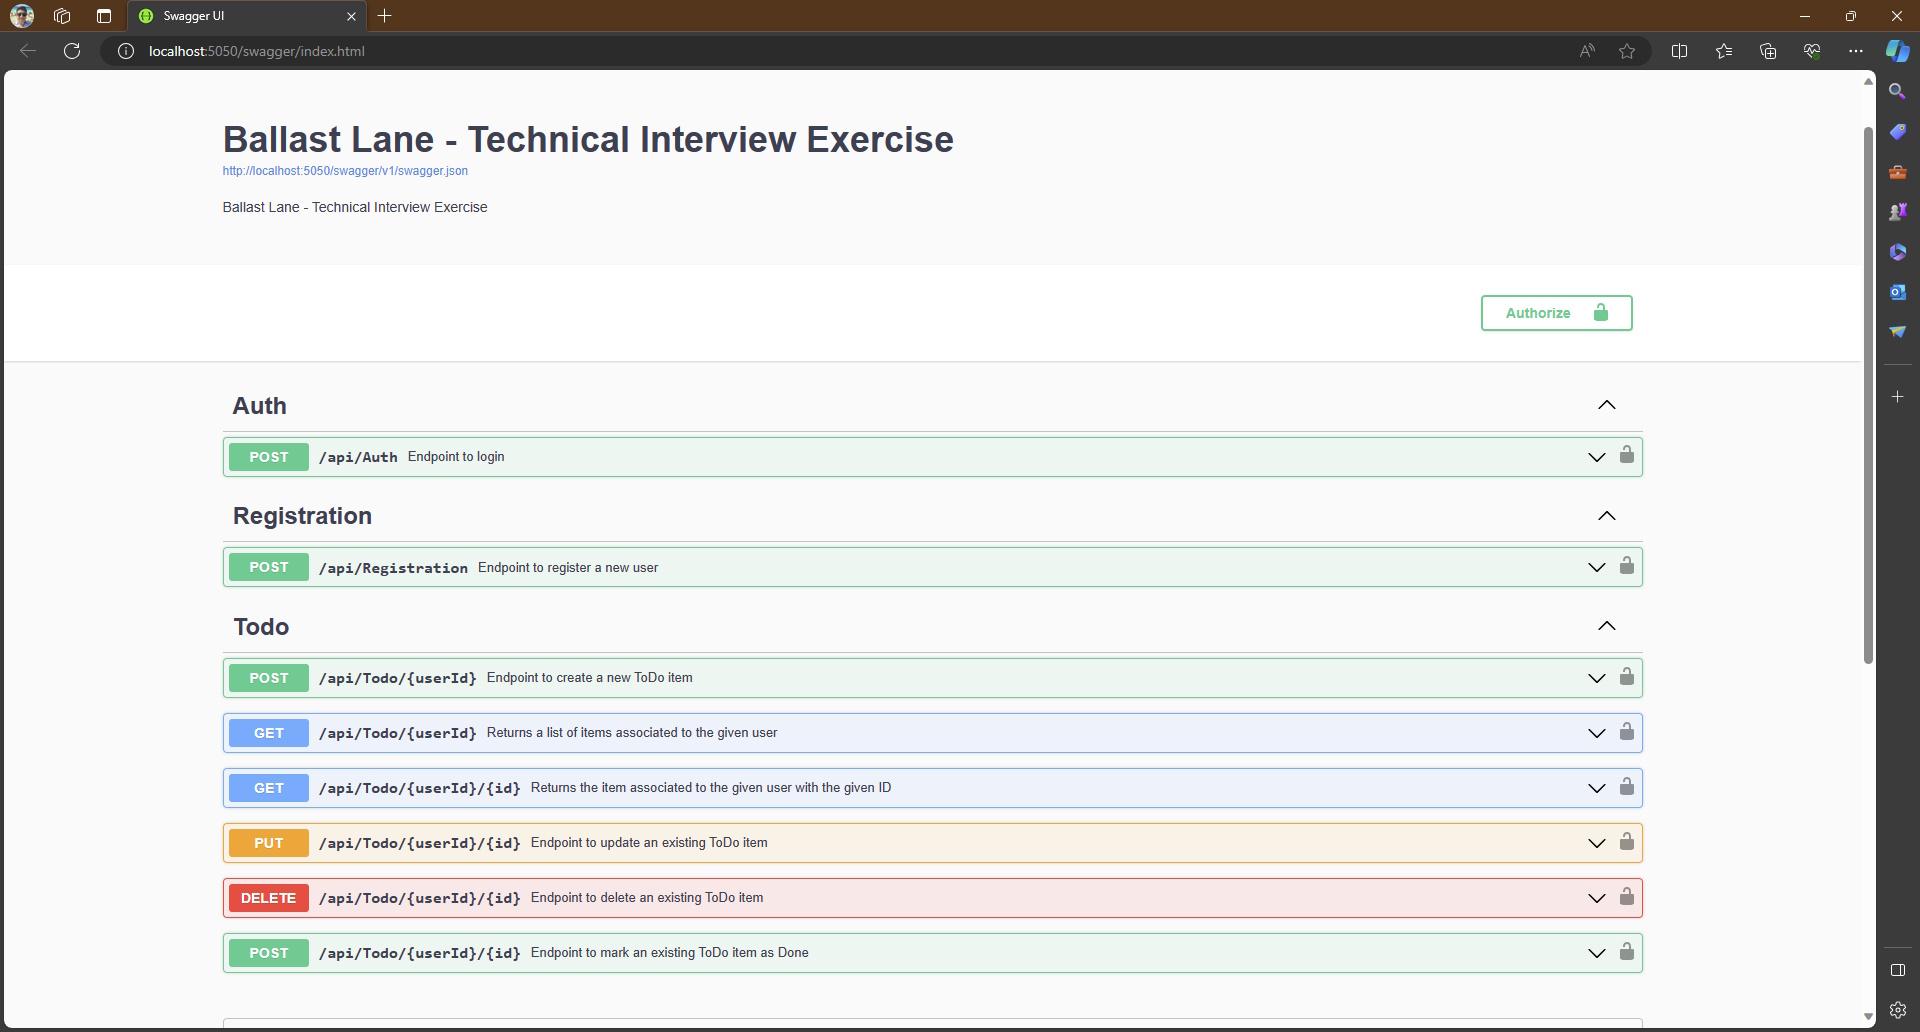 Swagger UI
localhost:5050/swagger/index.html
Ballast Lane - Technical Interview Exercise
http://localhost:5050/swagger/v1/swagger.json
Ballast Lane - Technical Interview Exercise
Authorize
Auth
POST /api/Auth Endpoint to login
Registration
POST /api/Registration Endpoint to register a new user
Todo
POST /api/Todo/{userId} Endpoint to create a new ToDo item
GET /api/Todo/{userId} Returns a list of items associated to the given user
GET /api/Todo/{userId}/{id} Returns the item associated to the given user with the given ID
PUT /api/Todo/{userId}/{id} Endpoint to update an existing ToDo item
DELETE /api/Todo/{userId}/{id} Endpoint to delete an existing ToDo item
POST /api/Todo/{userId}/{id} Endpoint to mark an existing ToDo item as Done